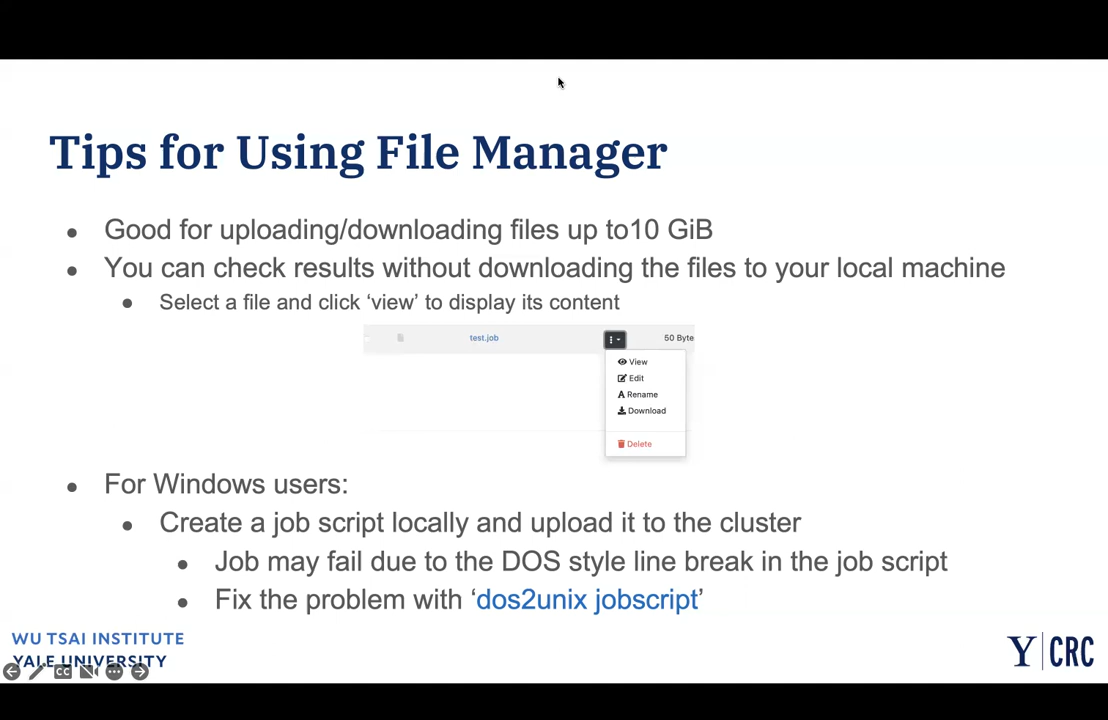 Tips for Using File Manager
Good for uploading/downloading files up to10 GiB
You can check results without downloading the files to your local machine
Select a file and click ‘view’ to display its content
test.job 50 Byte
View
Edit
Rename
Download
Delete
For Windows users:
Create a job script locally and upload it to the cluster
Job may fail due to the DOS style line break in the job script
Fix the problem with ‘dos2unix jobscript’
WU TSAI INSTITUTE
YALE UNIVERSITY
CC
Y CRC